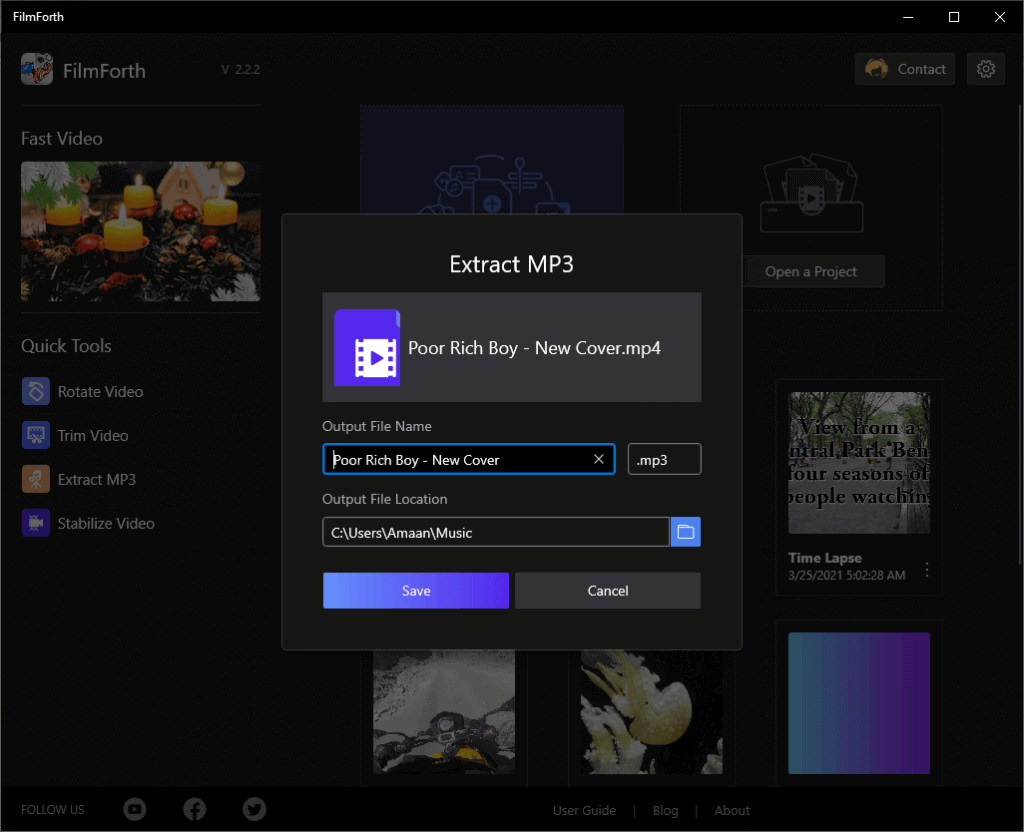 FilmForth
FilmForth
V 2.2.2
Contact
Fast Video
Open a Project
Quick Tools
Rotate Video
Trim Video
Extract MP3
Stabilize Video
Extract MP3
Poor Rich Boy - New Cover.mp4
Output File Name
Poor Rich Boy - New Cover
.mp3
Output File Location
C:\Users\Amaan\Music
Save
Cancel
View from a
ntral Park Ben
four seasons of
people watchin
Time Lapse
3/25/2021 5:02:28 AM
FOLLOW US
User Guide | Blog | About